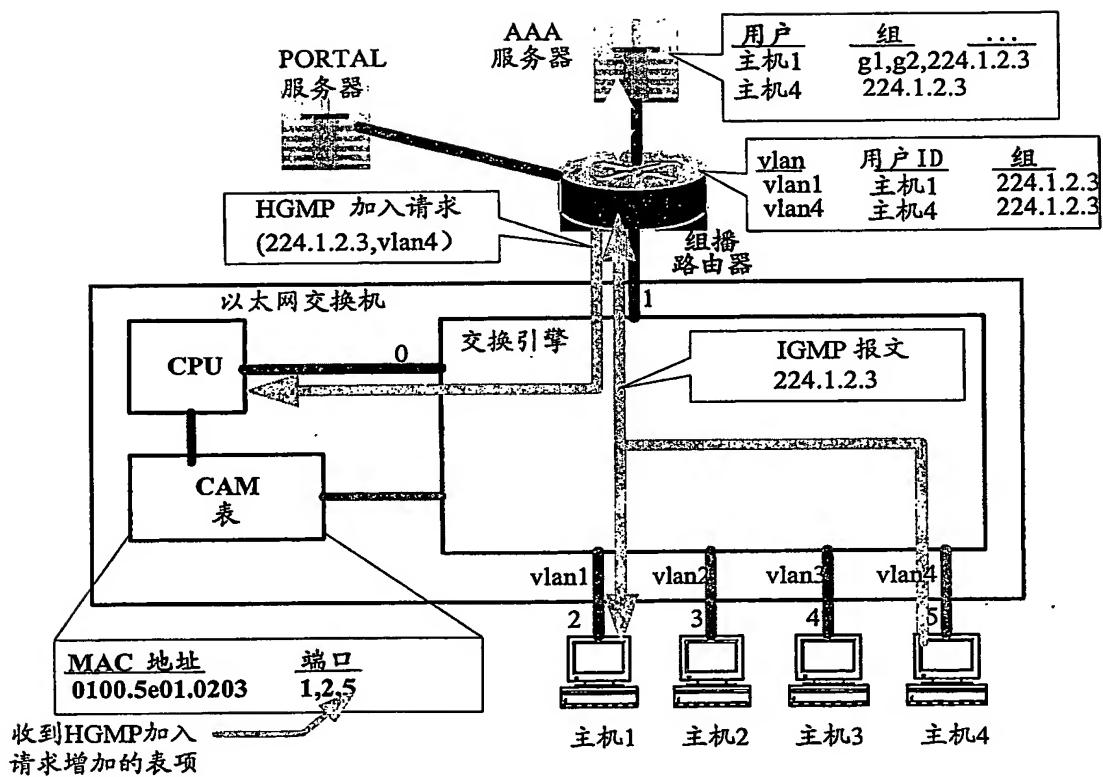 AAA
服务器
用户 组 ...
主机1 g1,g2,224.1.2.3
主机4 224.1.2.3
PORTAL
服务器
vlan 用户ID 组
vlan1 主机1 224.1.2.3
vlan4 主机4 224.1.2.3
HGMP 加入请求
(224.1.2.3,vlan4)
组播
路由器
以太网交换机
1
CPU
0
交换引擎
IGMP 报文
224.1.2.3
CAM
表
vlan1
vlan2
vlan3
vlan4
2
3
4
5
MAC 地址 端口
0100.5e01.0203 1,2,5
收到HGMP加入
请求增加的表项
主机1
主机2
主机3
主机4